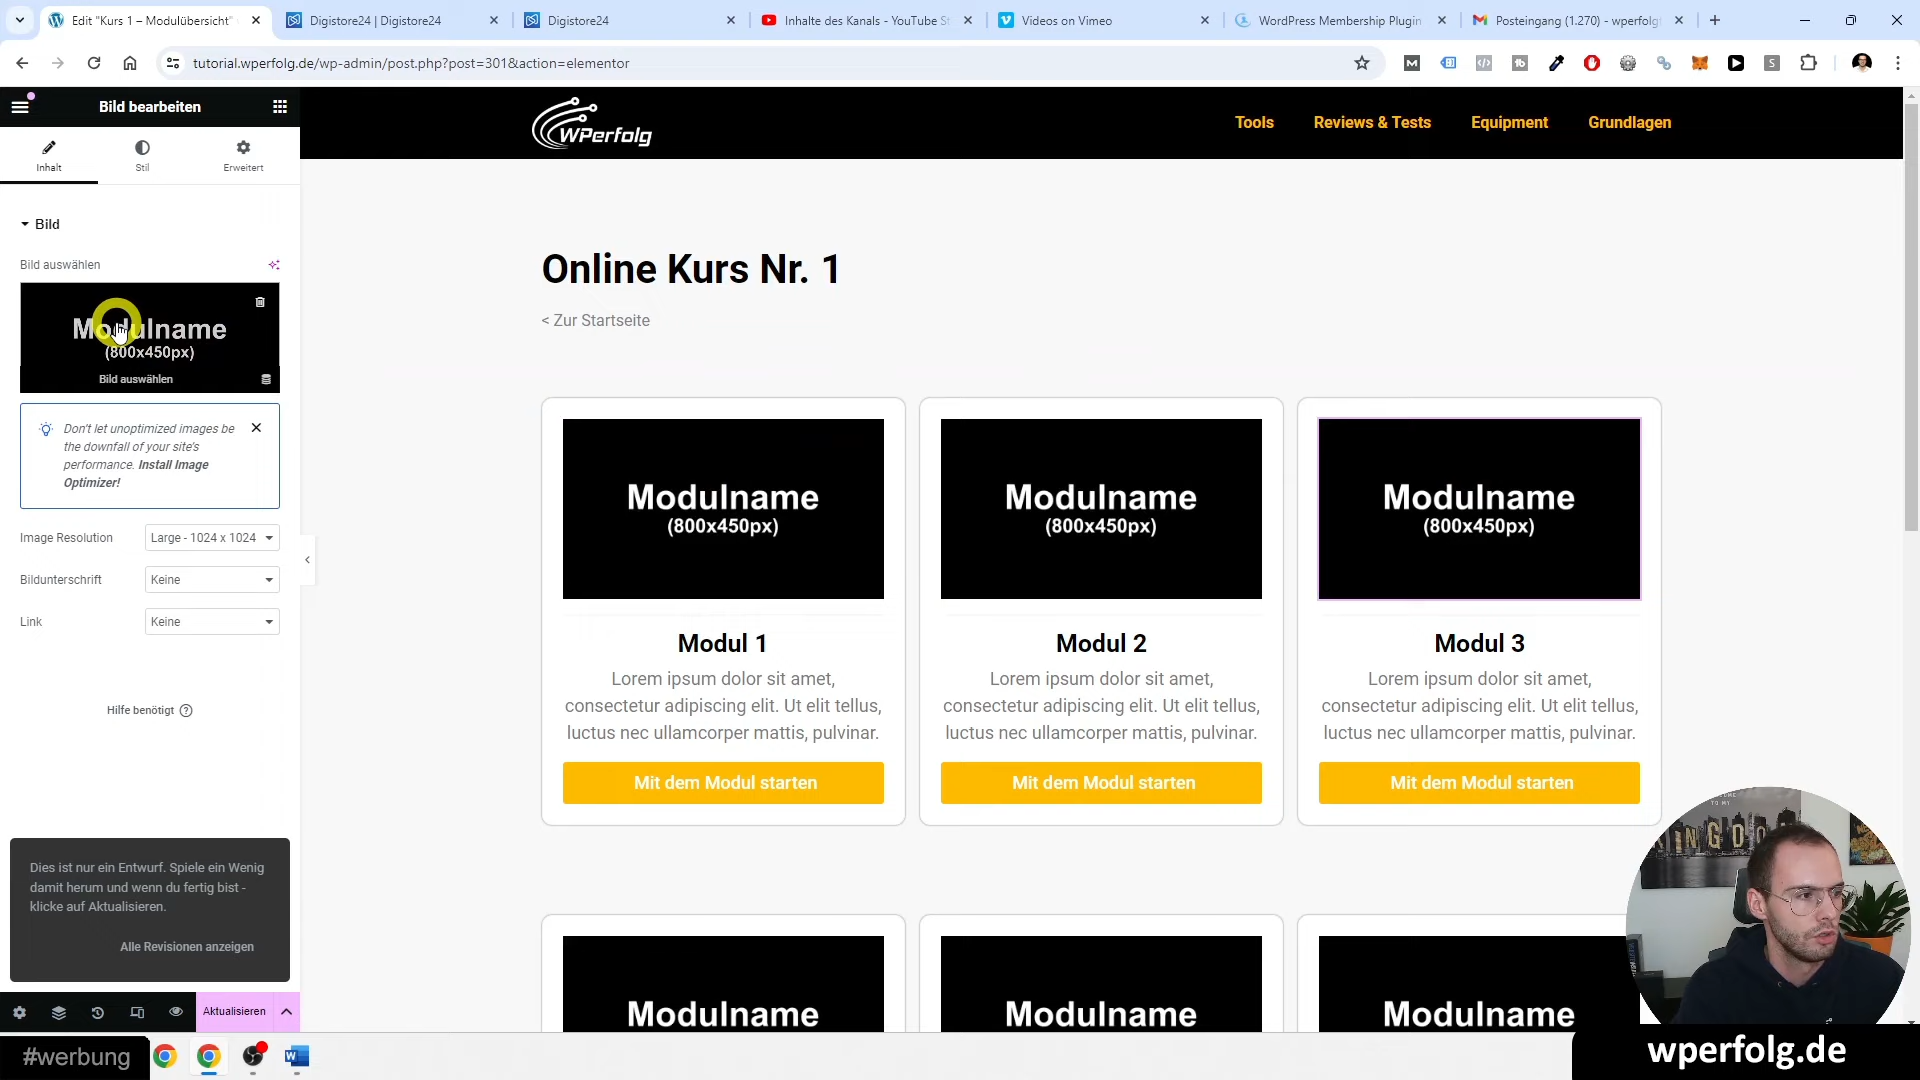 Edit "Kurs 1 – Modulübersicht"
Digistore24 | Digistore24
Digistore24
Inhalte des Kanals - YouTube St
Videos on Vimeo
WordPress Membership Plugin
Posteingang (1.270) - wperfolgt
tutorial.wperfolg.de/wp-admin/post.php?post=301&action=elementor
Bild bearbeiten
Inhalt
Stil
Erweitert
Bild
Bild auswählen
Modulname
(800x450px)
Bild auswählen
Don't let unoptimized images be
the downfall of your site's
performance. Install Image
Optimizer!
Image Resolution
Large - 1024 x 1024
Bildunterschrift
Keine
Link
Keine
Hilfe benötigt
Dies ist nur ein Entwurf. Spiele ein Wenig
damit herum und wenn du fertig bist -
klicke auf Aktualisieren.
Alle Revisionen anzeigen
Aktualisieren
WPerfolg
Tools
Reviews & Tests
Equipment
Grundlagen
Online Kurs Nr. 1
< Zur Startseite
Modulname
(800x450px)
Modul 1
Lorem ipsum dolor sit amet,
consectetur adipiscing elit. Ut elit tellus,
luctus nec ullamcorper mattis, pulvinar.
Mit dem Modul starten
Modulname
(800x450px)
Modul 2
Lorem ipsum dolor sit amet,
consectetur adipiscing elit. Ut elit tellus,
luctus nec ullamcorper mattis, pulvinar.
Mit dem Modul starten
Modulname
(800x450px)
Modul 3
Lorem ipsum dolor sit amet,
consectetur adipiscing elit. Ut elit tellus,
luctus nec ullamcorper mattis, pulvinar.
Mit dem Modul starten
Modulname
Modulname
Modulname
TO MY
#werbung
wperfolg.de